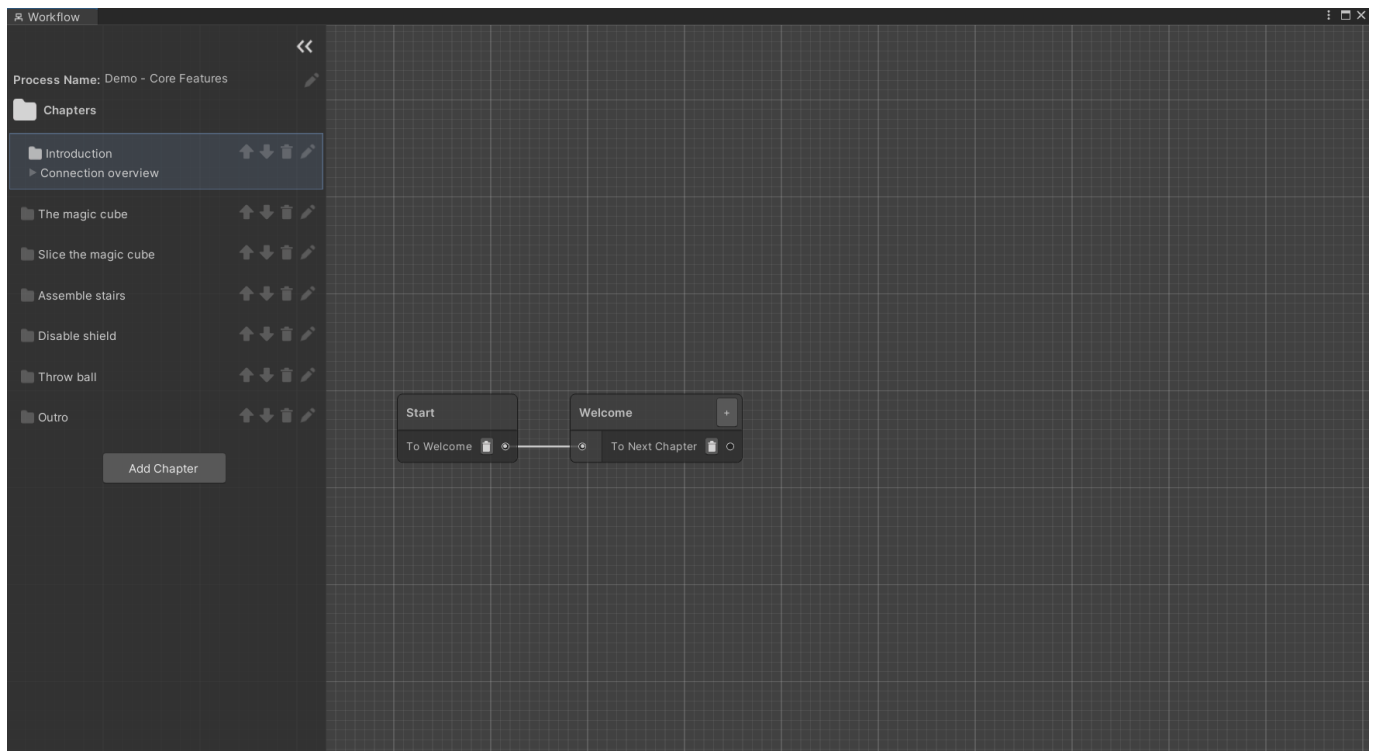 Workflow
Process Name: Demo - Core Features
Chapters
Introduction
Connection overview
The magic cube
Slice the magic cube
Assemble stairs
Disable shield
Throw ball
Outro
Add Chapter
Start
To Welcome
Welcome
+
To Next Chapter